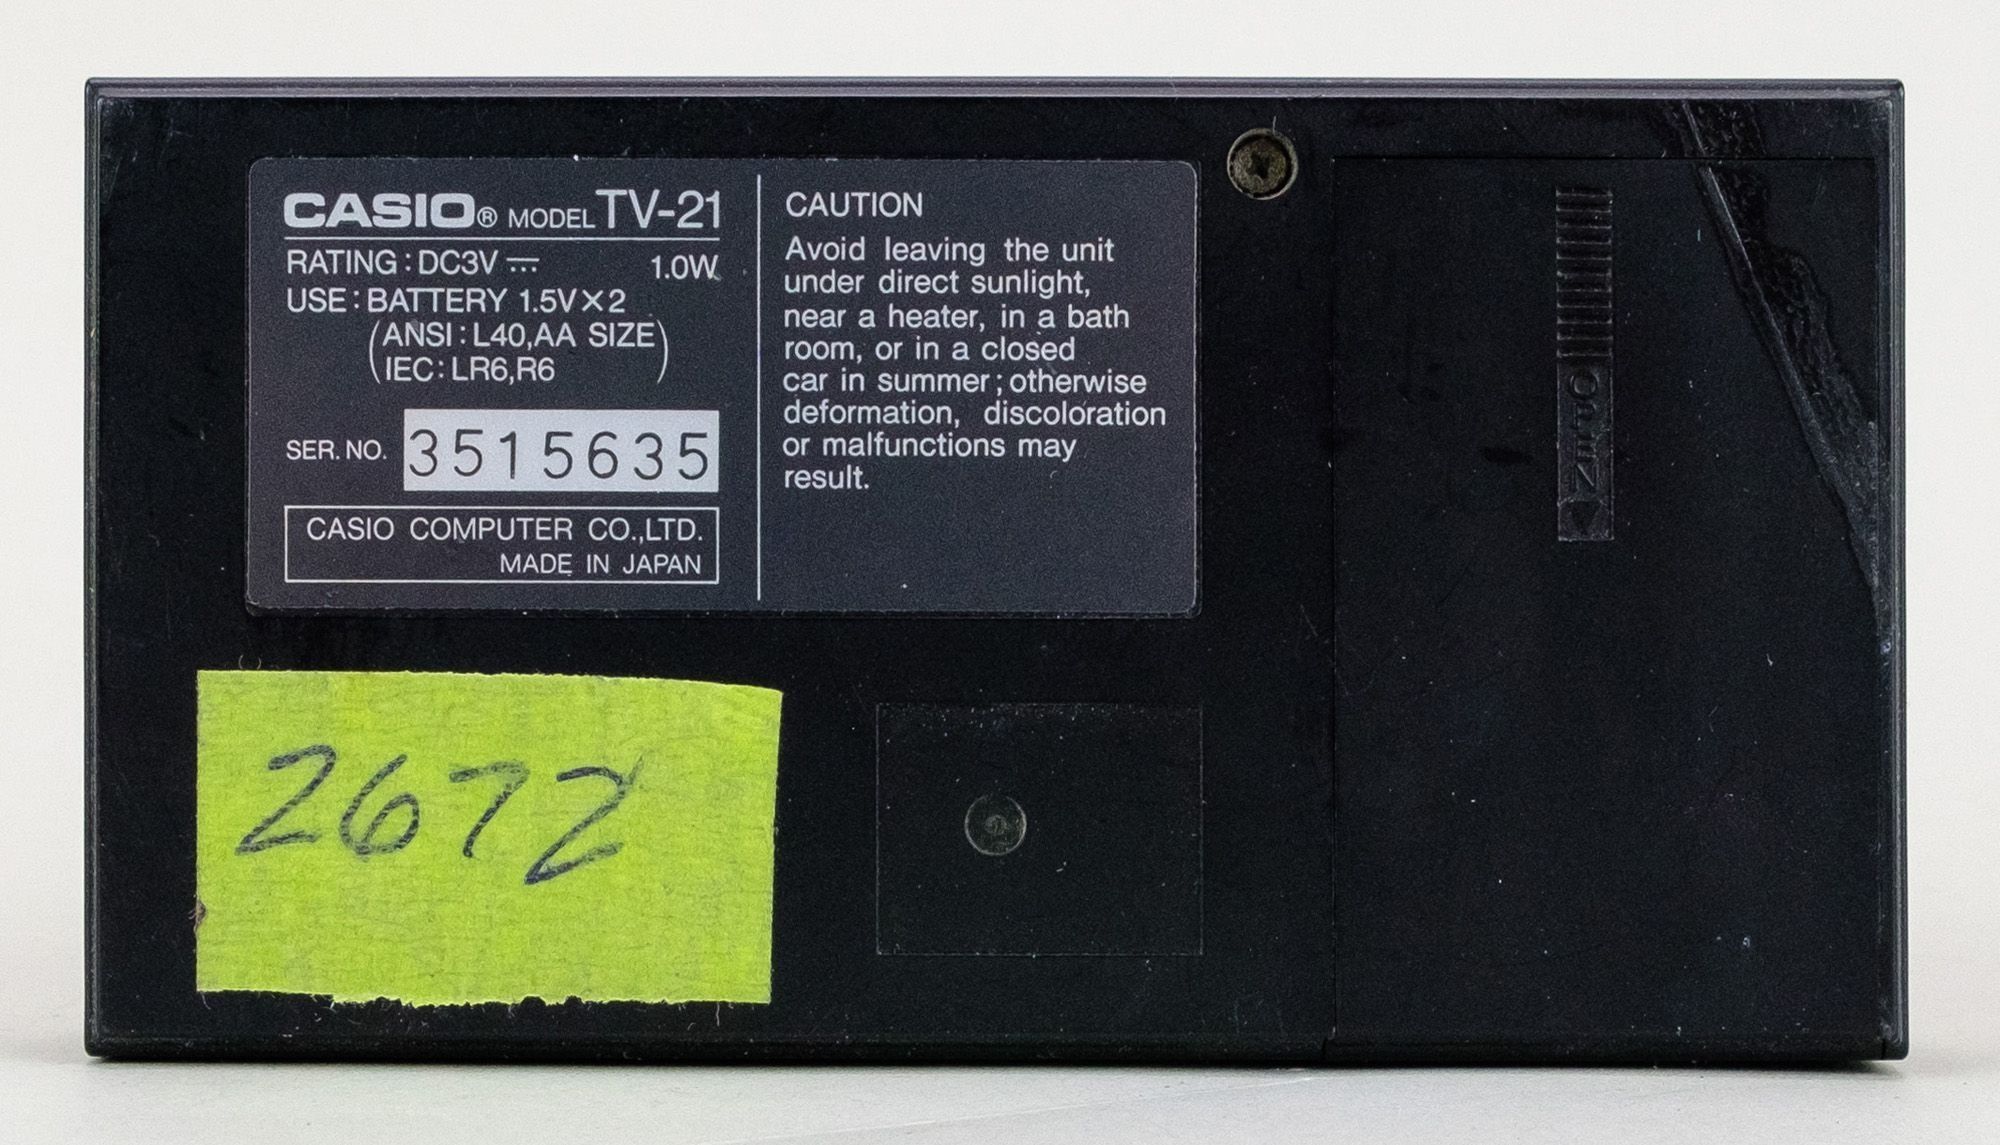 CASIO® MODEL TV-21
RATING : DC3V ⎓ 1.0W
USE : BATTERY 1.5V×2
(ANSI : L40,AA SIZE
IEC : LR6,R6)
SER. NO. 3515635
CASIO COMPUTER CO.,LTD.
MADE IN JAPAN
CAUTION
Avoid leaving the unit
under direct sunlight,
near a heater, in a bath
room, or in a closed
car in summer ; otherwise
deformation, discoloration
or malfunctions may
result.
2672